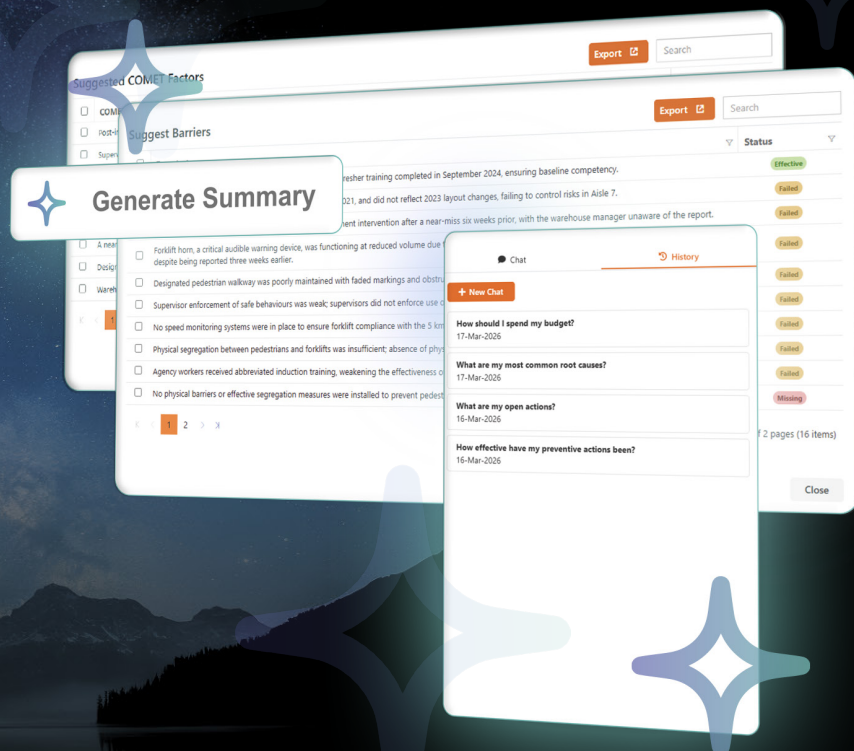 Suggested COMET Factors
Export
Search
Suggest Barriers
Export
Search
Status
Generate Summary
resher training completed in September 2024, ensuring baseline competency.
Effective
021, and did not reflect 2023 layout changes, failing to control risks in Aisle 7.
Failed
ent intervention after a near-miss six weeks prior, with the warehouse manager unaware of the report.
Failed
A near
Forklift horn, a critical audible warning device, was functioning at reduced volume due
despite being reported three weeks earlier.
Failed
Design
Designated pedestrian walkway was poorly maintained with faded markings and obstru
Failed
Wareh
Supervisor enforcement of safe behaviours was weak; supervisors did not enforce use
Failed
No speed monitoring systems were in place to ensure forklift compliance with the 5 km
Failed
Physical segregation between pedestrians and forklifts was insufficient; absence of phys
Failed
Agency workers received abbreviated induction training, weakening the effectiveness o
Failed
No physical barriers or effective segregation measures were installed to prevent pedest
Missing
1
1 2
f 2 pages (16 items)
Close
Chat
History
+ New Chat
How should I spend my budget?
17-Mar-2026
What are my most common root causes?
17-Mar-2026
What are my open actions?
16-Mar-2026
How effective have my preventive actions been?
16-Mar-2026